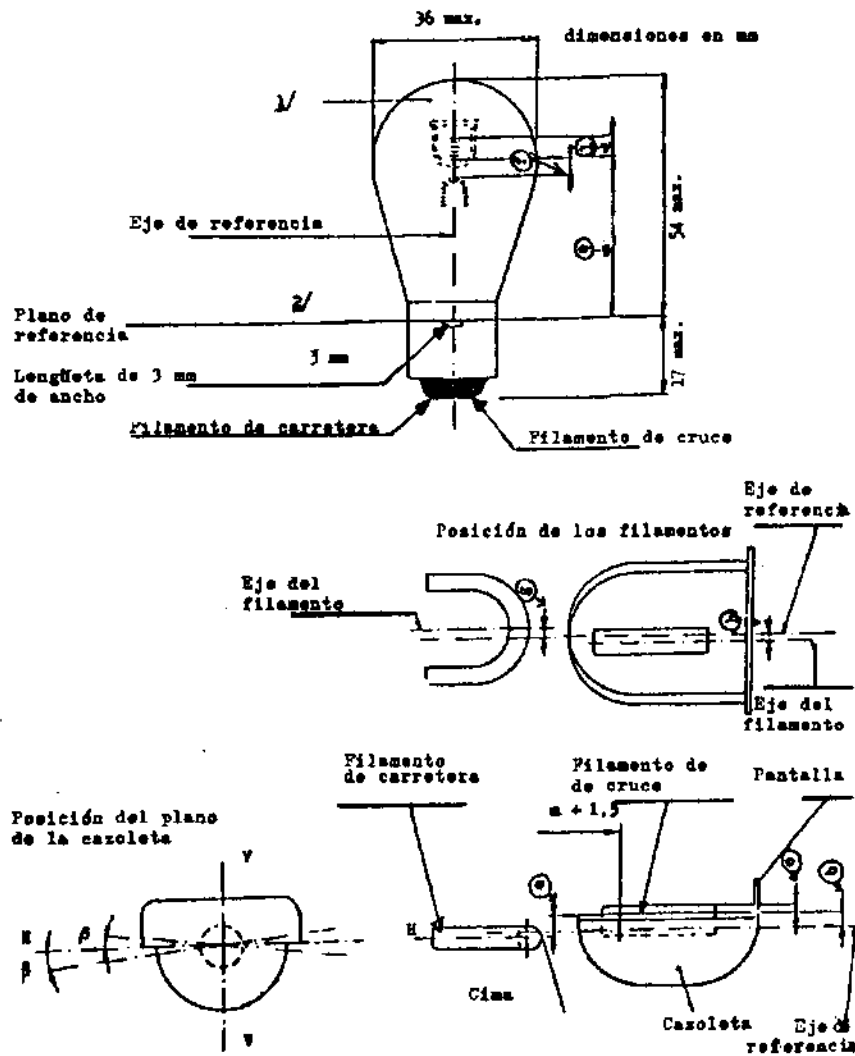 36 max.
dimensiones en mm
1/
Eje de referencia
54 max.
2/
Plano de
referencia
3 mm
Lengüeta de 3 mm
de ancho
17 max.
Filamento de carretera
Filamento de cruce
Eje de
referencia
Posición de los filamentos
Eje del
filamento
Eje del
filamento
Filamento
de carretera
Filamento de
de cruce
Pantalla
m + 1,5
Posición del plano
de la cazoleta
V
H
β
β
V
H
Cima
Cazoleta
Eje de
referencia